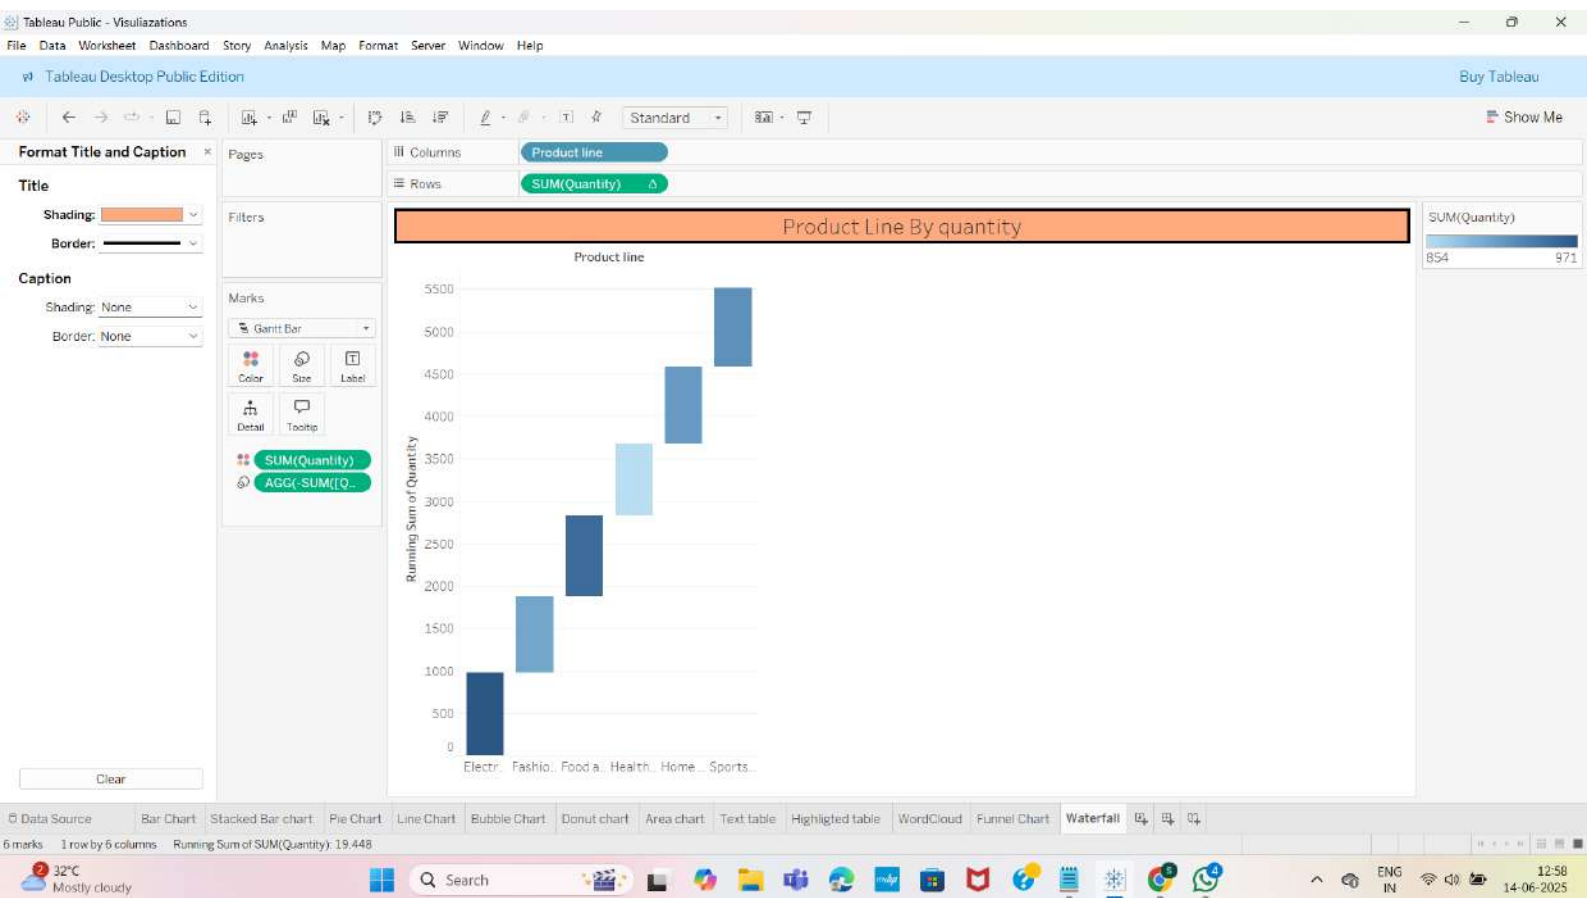 Tableau Public - Visuliazations
File Data Worksheet Dashboard Story Analysis Map Format Server Window Help
Tableau Desktop Public Edition
Buy Tableau
Standard
Show Me
Format Title and Caption ×
Title
Shading:
Border:
Caption
Shading: None
Border: None
Clear
Pages
Filters
Marks
Gantt Bar
Color Size Label
Detail Tooltip
SUM(Quantity)
AGG(-SUM([Q..
Columns Product line
Rows SUM(Quantity) Δ
Product Line By quantity
Product line
5500
5000
4500
4000
3500
3000
2500
2000
1500
1000
500
0
Running Sum of Quantity
Electr.. Fashio.. Food a.. Health.. Home .. Sports..
SUM(Quantity)
854 971
Data Source Bar Chart Stacked Bar chart Pie Chart Line Chart Bubble Chart Donut chart Area chart Text table Highligted table WordCloud Funnel Chart Waterfall
6 marks 1 row by 6 columns Running Sum of SUM(Quantity): 19,448
2
32°C
Mostly cloudy
Search
ENG
IN
12:58
14-06-2025